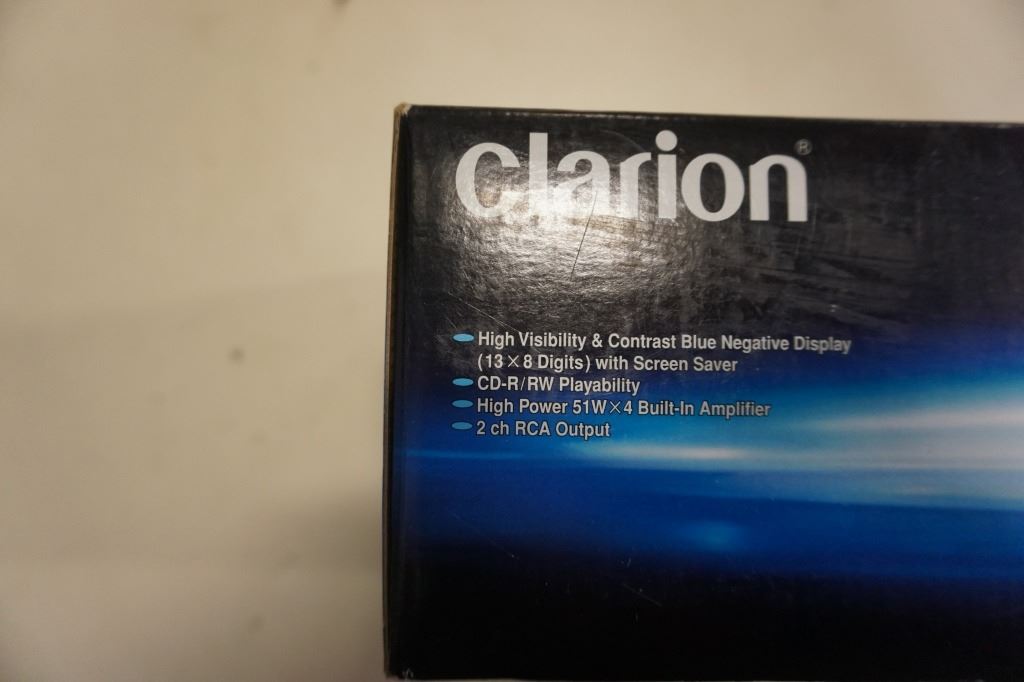 clarion®
High Visibility & Contrast Blue Negative Display
(13×8 Digits) with Screen Saver
CD-R/RW Playability
High Power 51W×4 Built-In Amplifier
2 ch RCA Output